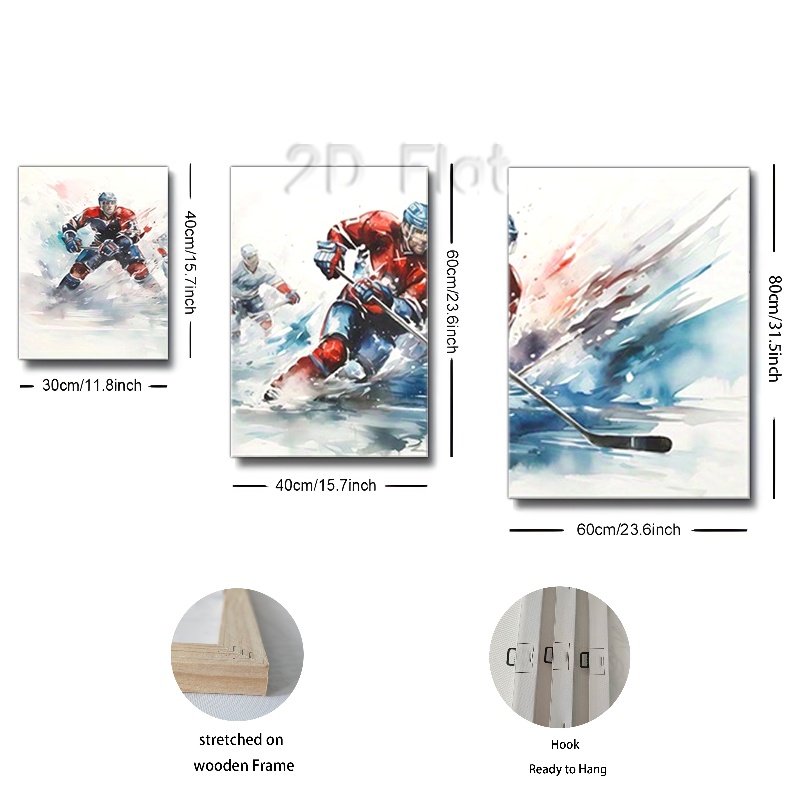 2D Flat
40cm/15.7inch
30cm/11.8inch
60cm/23.6inch
40cm/15.7inch
80cm/31.5inch
60cm/23.6inch
stretched on
wooden Frame
Hook
Ready to Hang